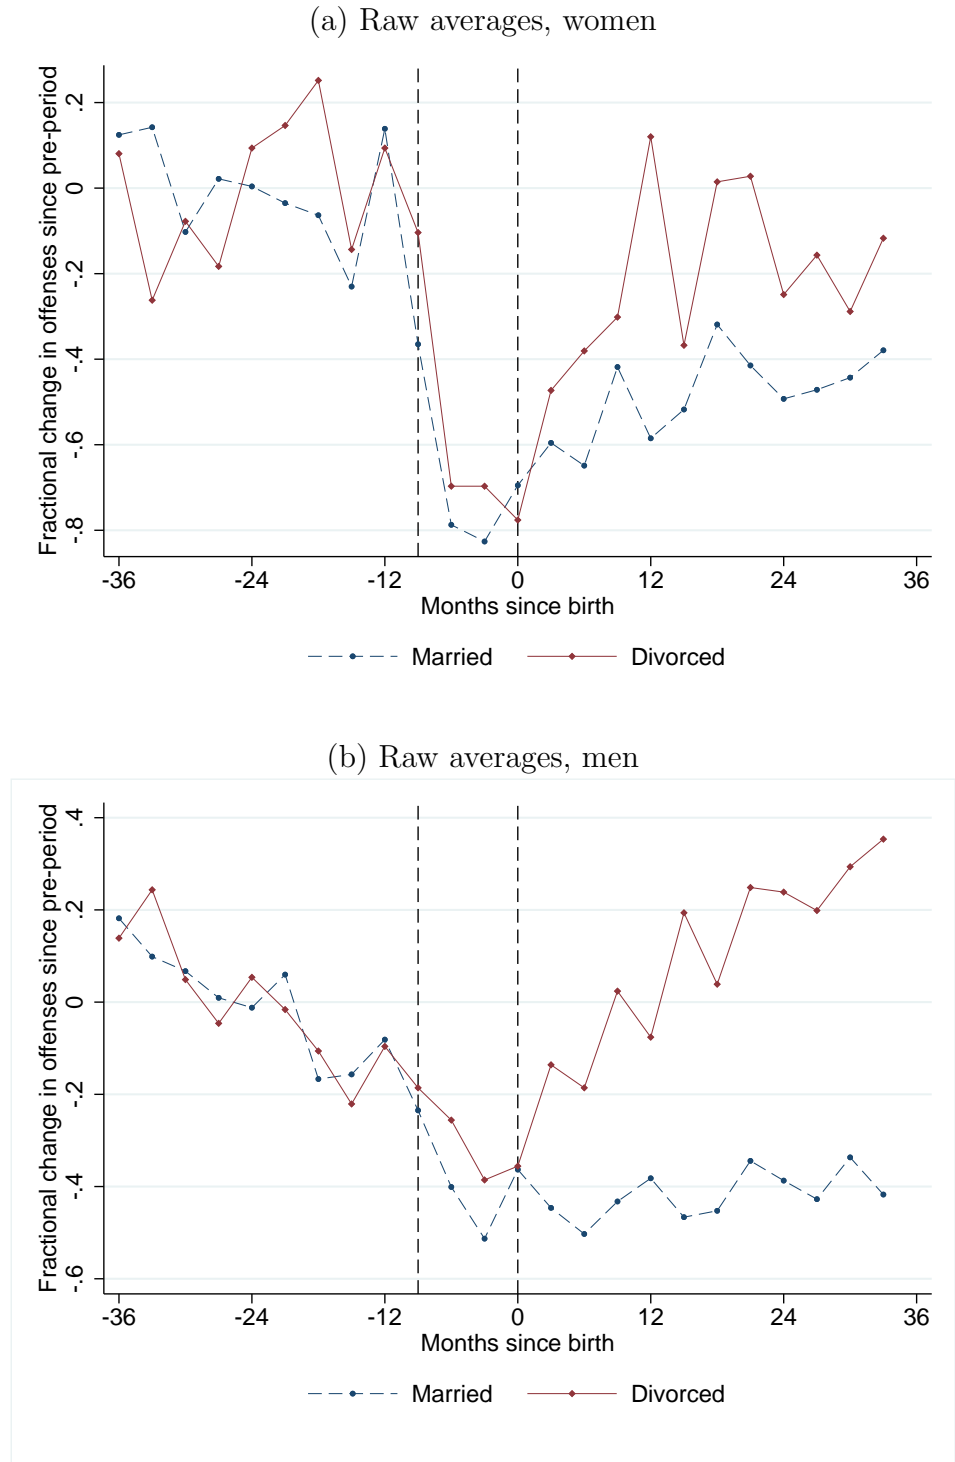 (a) Raw averages, women
Fractional change in offenses since pre-period
.2
0
-.2
-.4
-.6
-.8
-36 -24 -12 0 12 24 36
Months since birth
Married Divorced
(b) Raw averages, men
Fractional change in offenses since pre-period
.4
.2
0
-.2
-.4
-.6
-36 -24 -12 0 12 24 36
Months since birth
Married Divorced